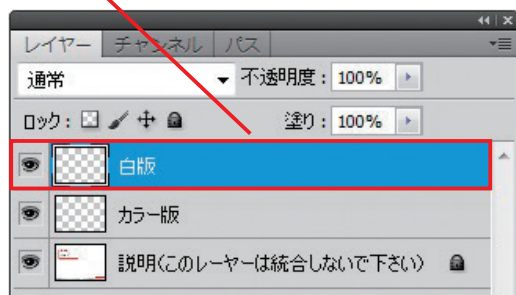 レイヤー チャンネル パス
通常 不透明度: 100%
ロック: 塗り: 100%
白版
カラー版
説明(このレーヤーは統合しないで下さい)